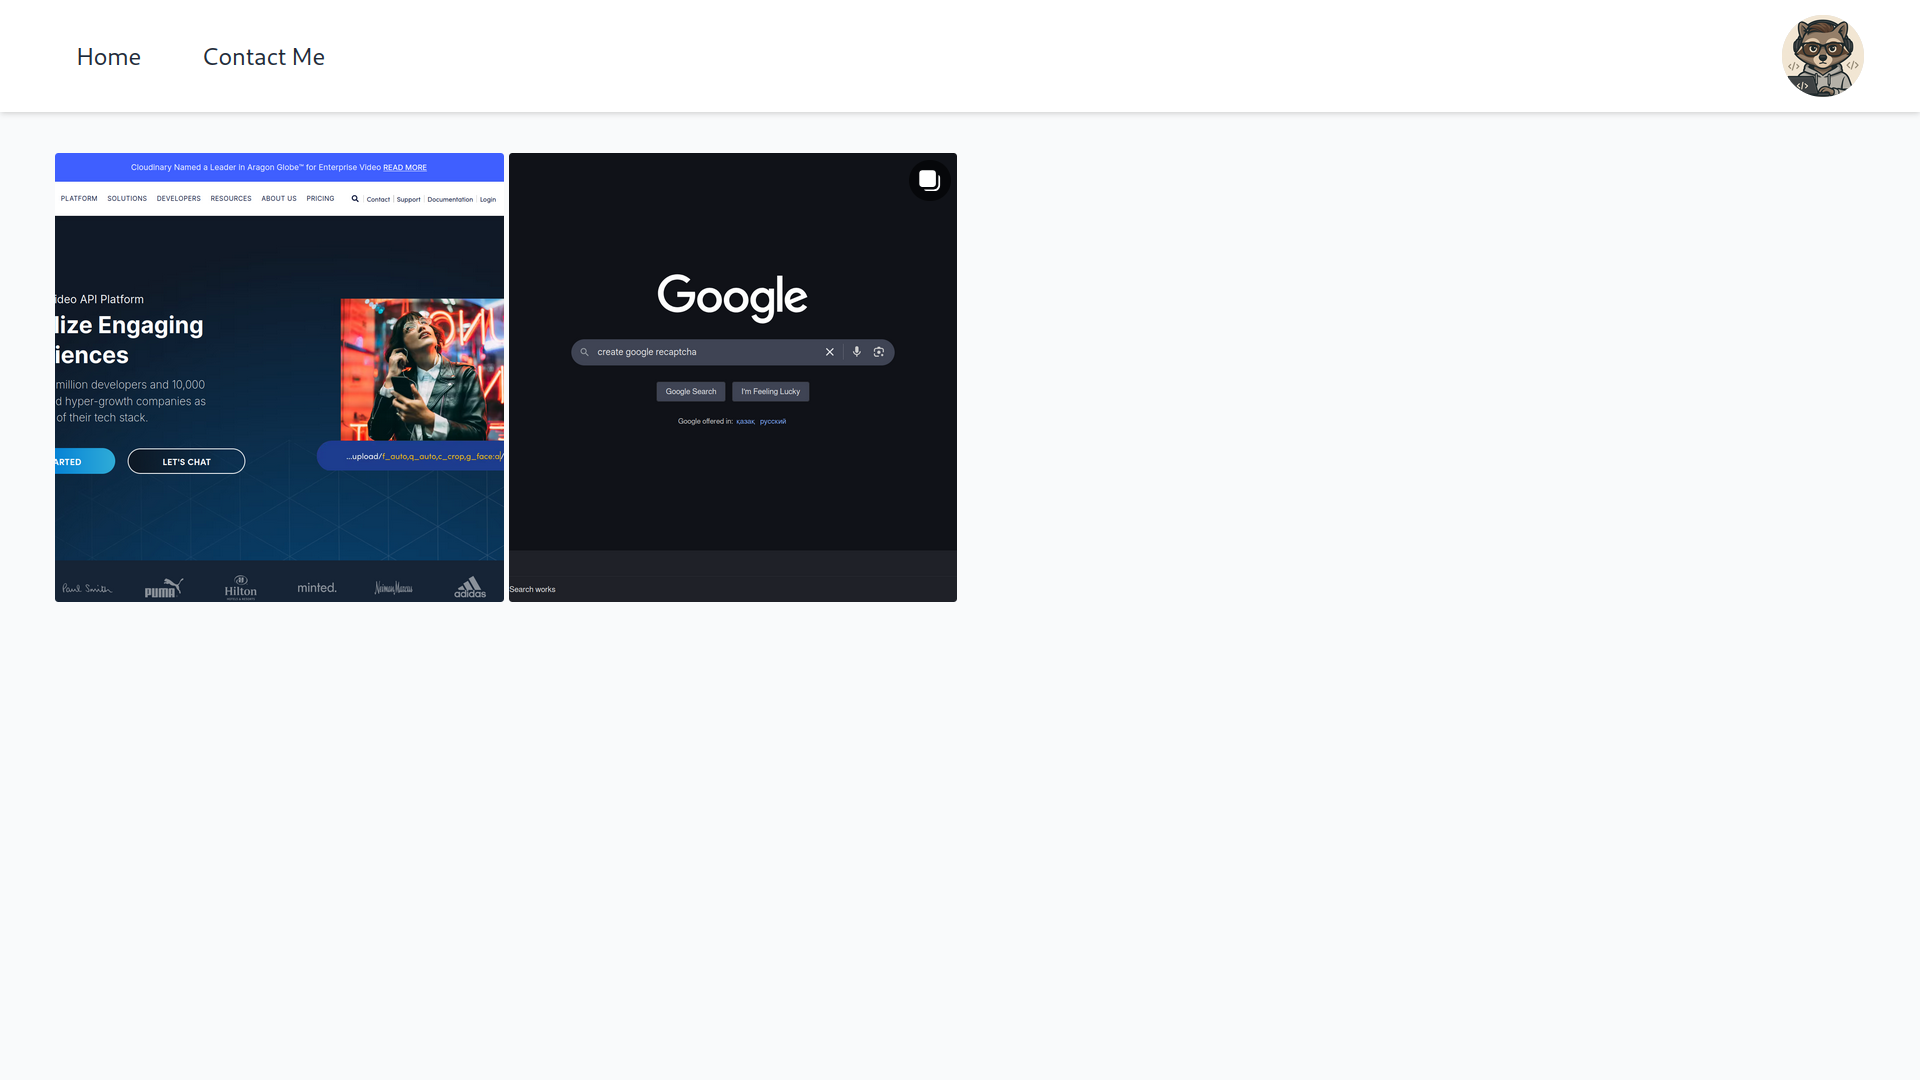 Home
Contact Me
Cloudinary Named a Leader in Aragon Globe™ for Enterprise Video READ MORE
PLATFORM SOLUTIONS DEVELOPERS RESOURCES ABOUT US PRICING Contact Support Documentation Login
ideo API Platform
lize Engaging
iences
million developers and 10,000
d hyper-growth companies as
of their tech stack.
ARTED
LET'S CHAT
...upload/f_auto,q_auto,c_crop,g_face:a/
Paul Smith PUMA Hilton minted. Neiman Marcus adidas
Google
create google recaptcha
Google Search
I'm Feeling Lucky
Google offered in: қазақ русский
Search works